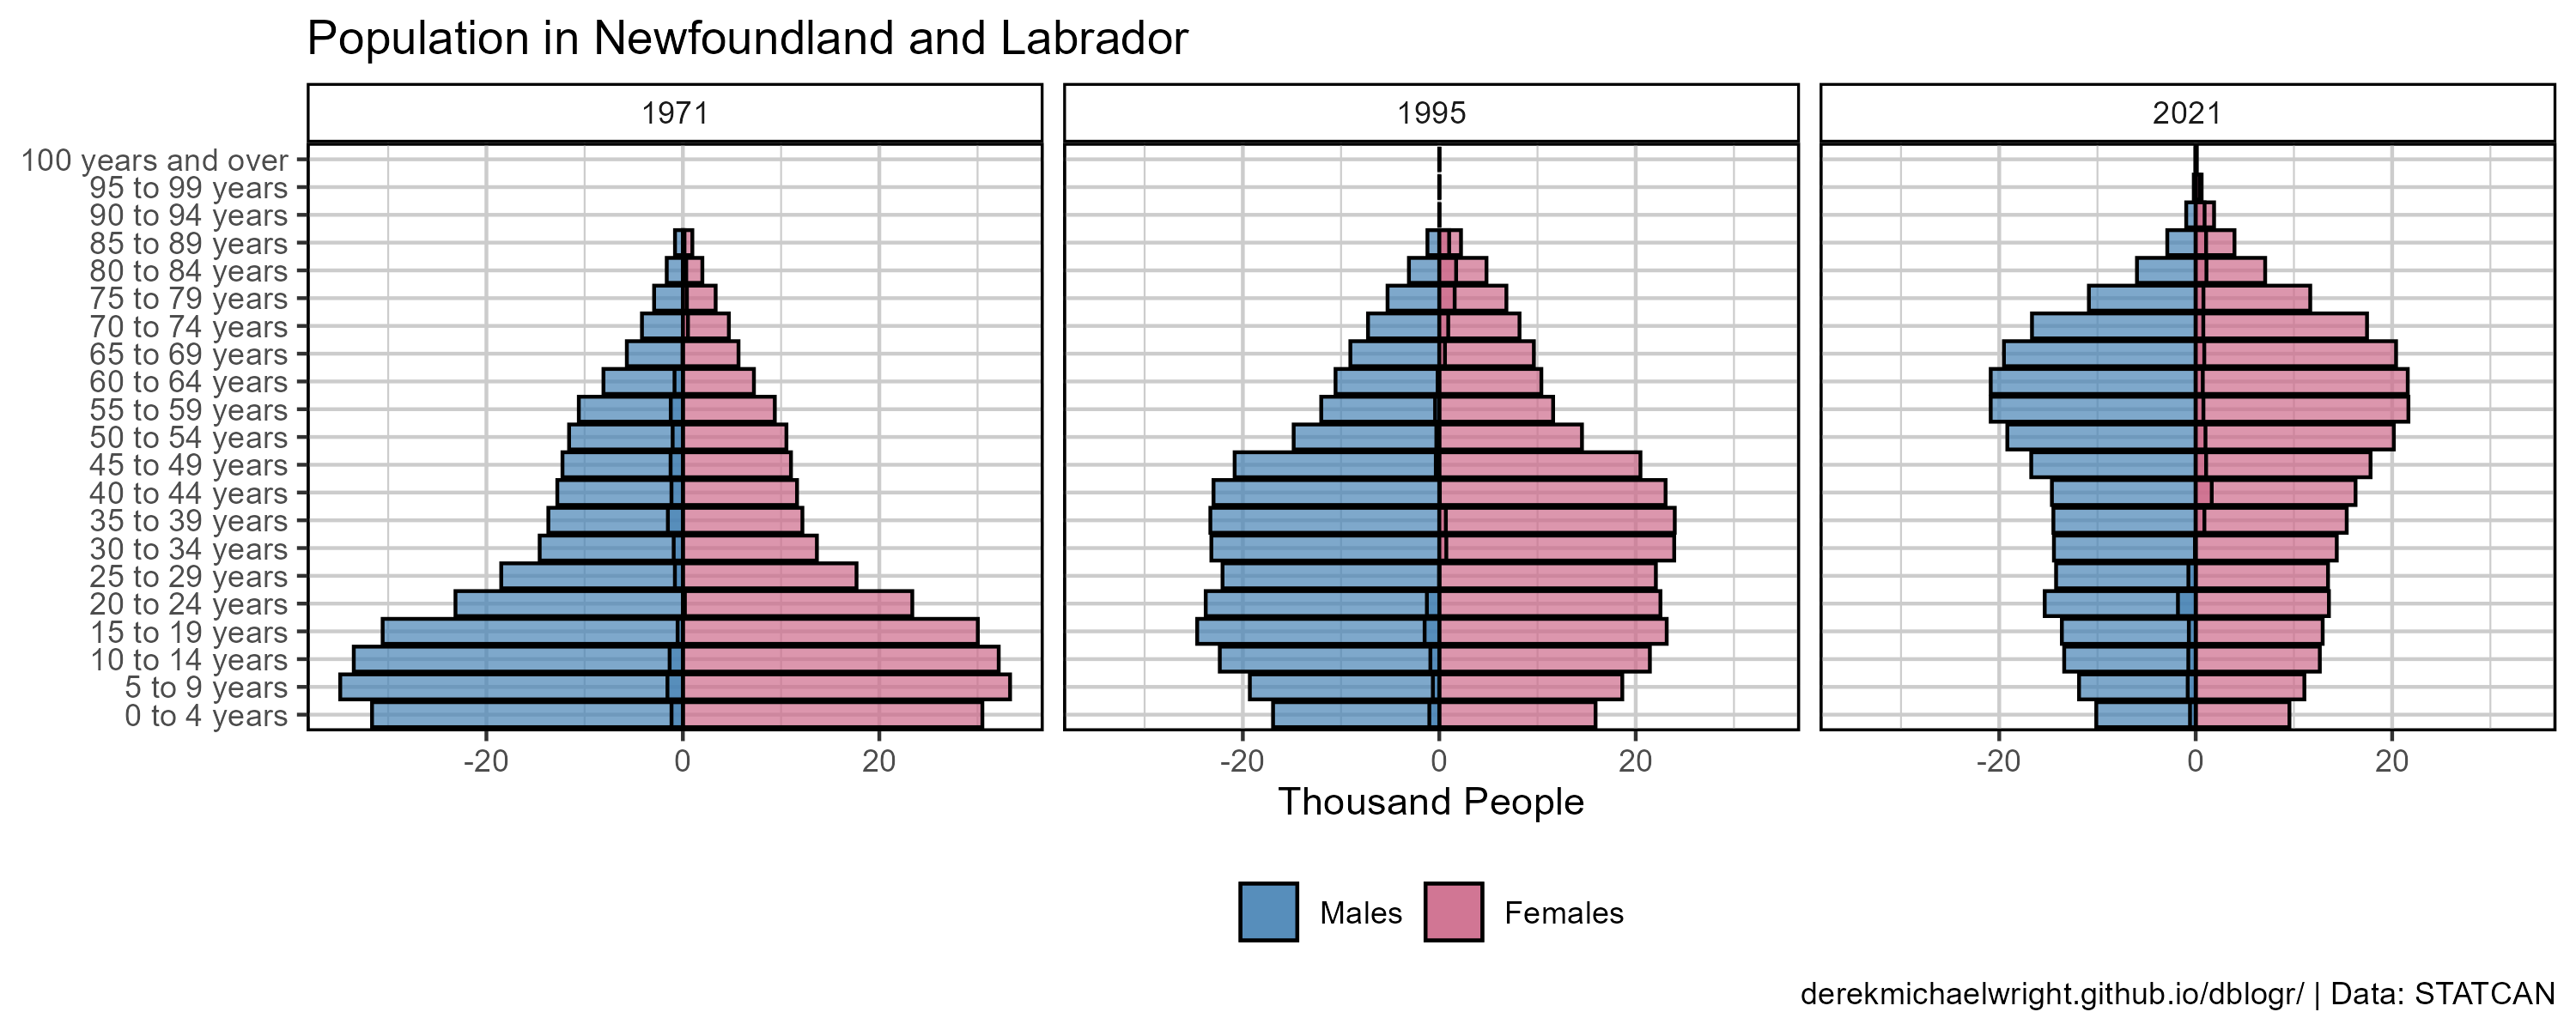 Population in Newfoundland and Labrador
1971
1995
2021
100 years and over
95 to 99 years
90 to 94 years
85 to 89 years
80 to 84 years
75 to 79 years
70 to 74 years
65 to 69 years
60 to 64 years
55 to 59 years
50 to 54 years
45 to 49 years
40 to 44 years
35 to 39 years
30 to 34 years
25 to 29 years
20 to 24 years
15 to 19 years
10 to 14 years
5 to 9 years
0 to 4 years
-20 0 20
-20 0 20
-20 0 20
Thousand People
Males Females
derekmichaelwright.github.io/dblogr/ | Data: STATCAN